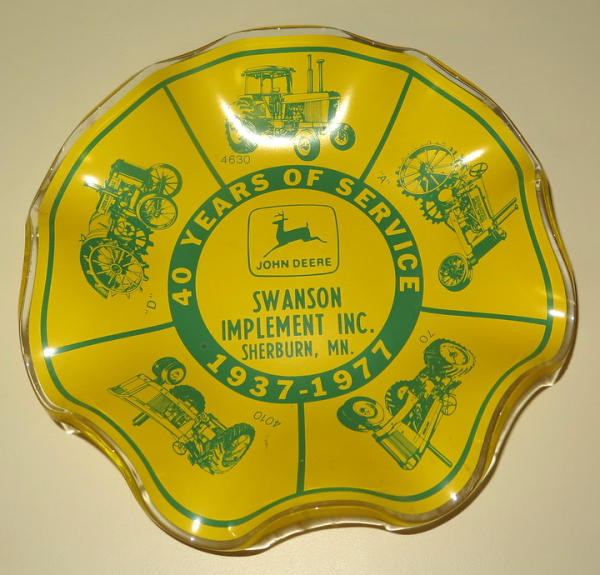 4630
"A"
"D"
70
4010
40 YEARS OF SERVICE
JOHN DEERE
SWANSON
IMPLEMENT INC.
SHERBURN, MN.
1937-1977